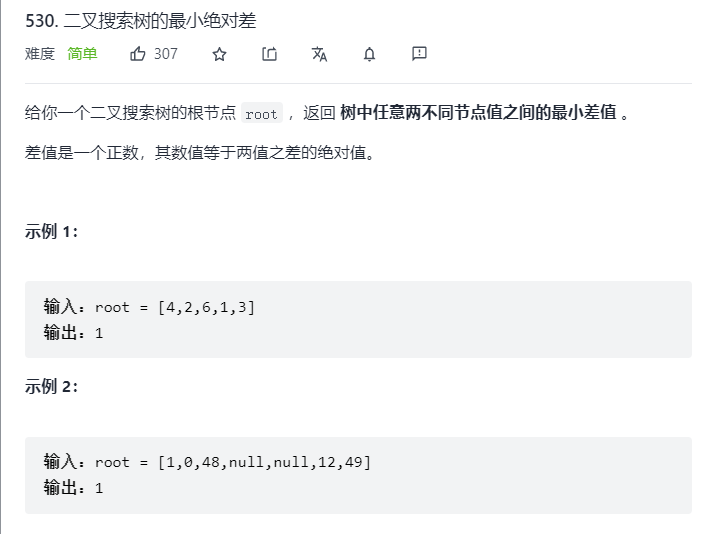 530. 二叉搜索树的最小绝对差
难度 简单 307
给你一个二叉搜索树的根节点 root ，返回 树中任意两不同节点值之间的最小差值 。
差值是一个正数，其数值等于两值之差的绝对值。
示例 1：
输入：root = [4,2,6,1,3]
输出：1
示例 2：
输入：root = [1,0,48,null,null,12,49]
输出：1